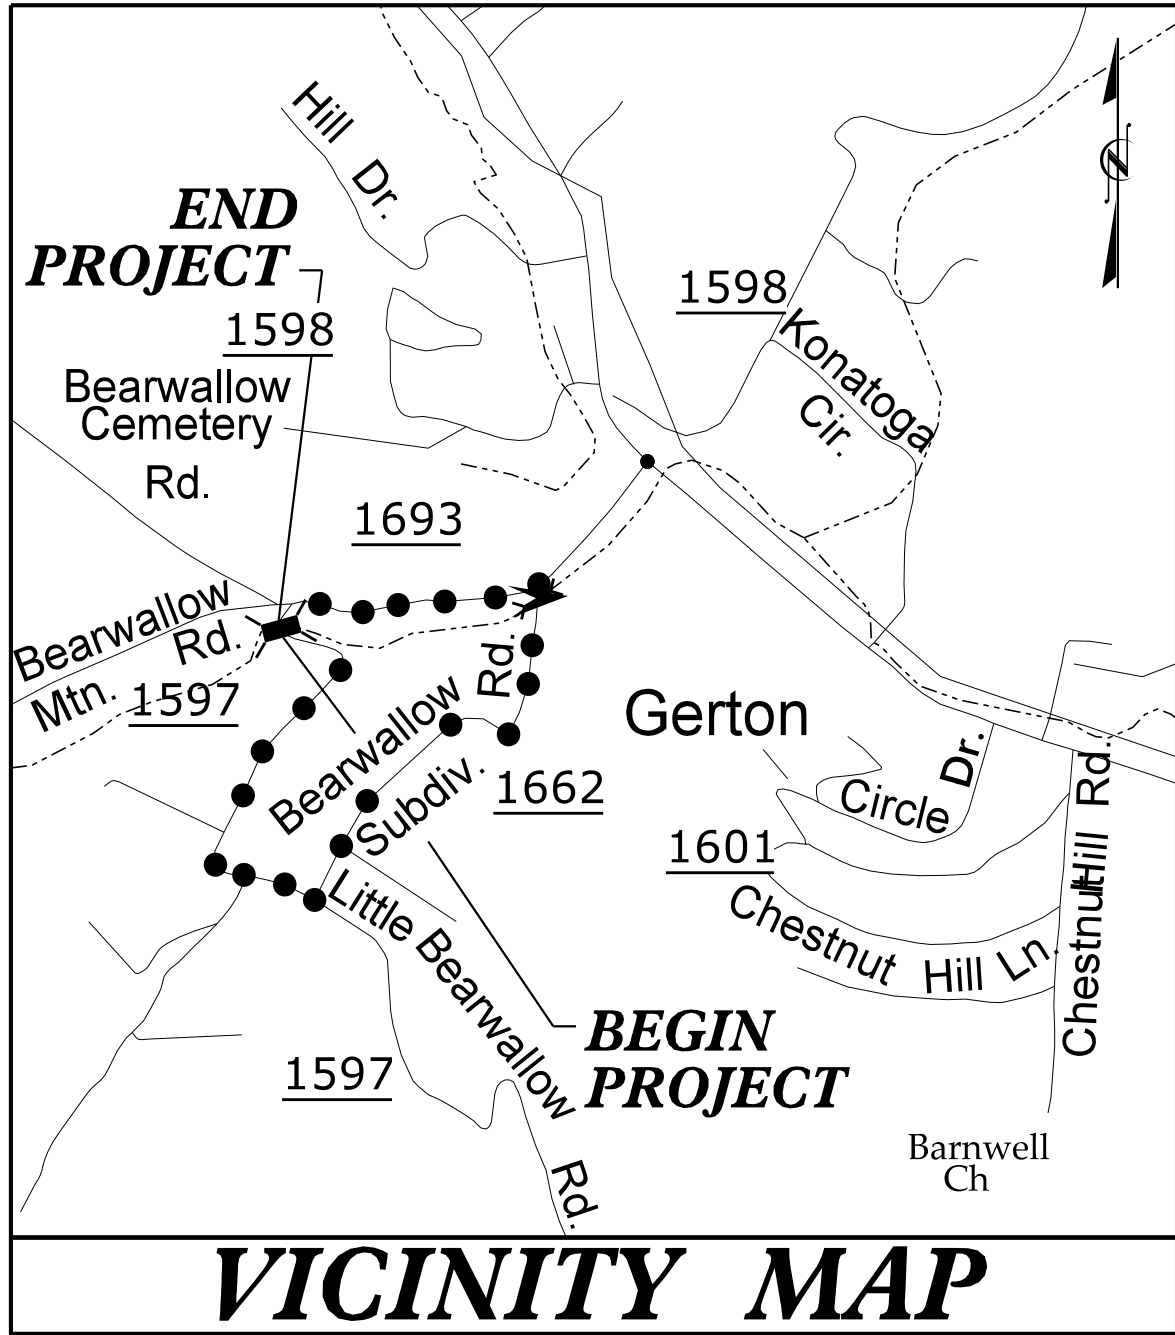 Hill Dr.
END
PROJECT
1598
1598
N
Konatoga
Cir.
Bearwallow
Cemetery
Rd.
1693
Bearwallow
Mtn. Rd.
1597
Bearwallow
Subdiv. Rd.
Gerton
1662
Circle Dr.
1601
Chestnut Hill Rd.
Chestnut Hill Ln.
Little Bearwallow Rd.
BEGIN
PROJECT
1597
Barnwell
Ch
VICINITY MAP